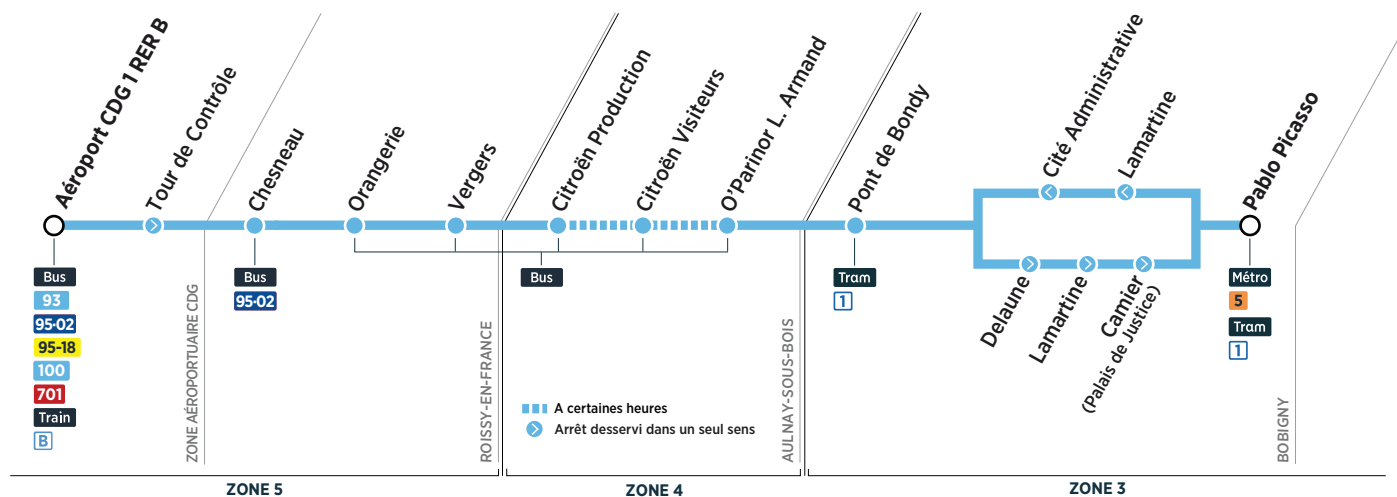 Aéroport CDG 1 RER B
Tour de Contrôle
Chesneau
Orangerie
Vergers
Citroën Production
Citroën Visiteurs
O'Parinor L. Armand
Pont de Bondy
Cité Administrative
Lamartine
Pablo Picasso
Delaune
Lamartine
Camier
(Palais de Justice)
Bus
93
95-02
95-18
100
701
Train
B
Bus
95-02
Bus
Tram
1
Métro
5
Tram
1
ZONE AÉROPORTUAIRE CDG
ROISSY-EN-FRANCE
AULNAY-SOUS-BOIS
BOBIGNY
A certaines heures
Arrêt desservi dans un seul sens
ZONE 5
ZONE 4
ZONE 3